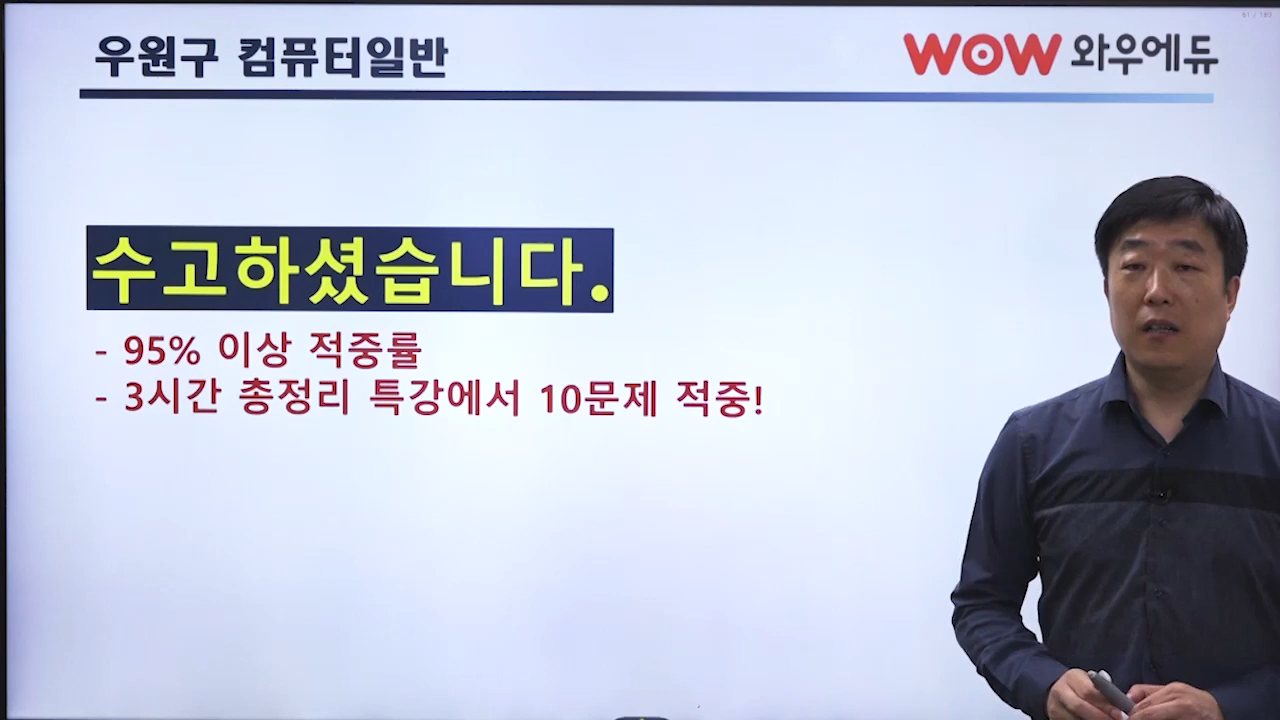 우원구 컴퓨터일반
WOW 와우에듀
수고하셨습니다.
- 95% 이상 적중률
- 3시간 총정리 특강에서 10문제 적중!